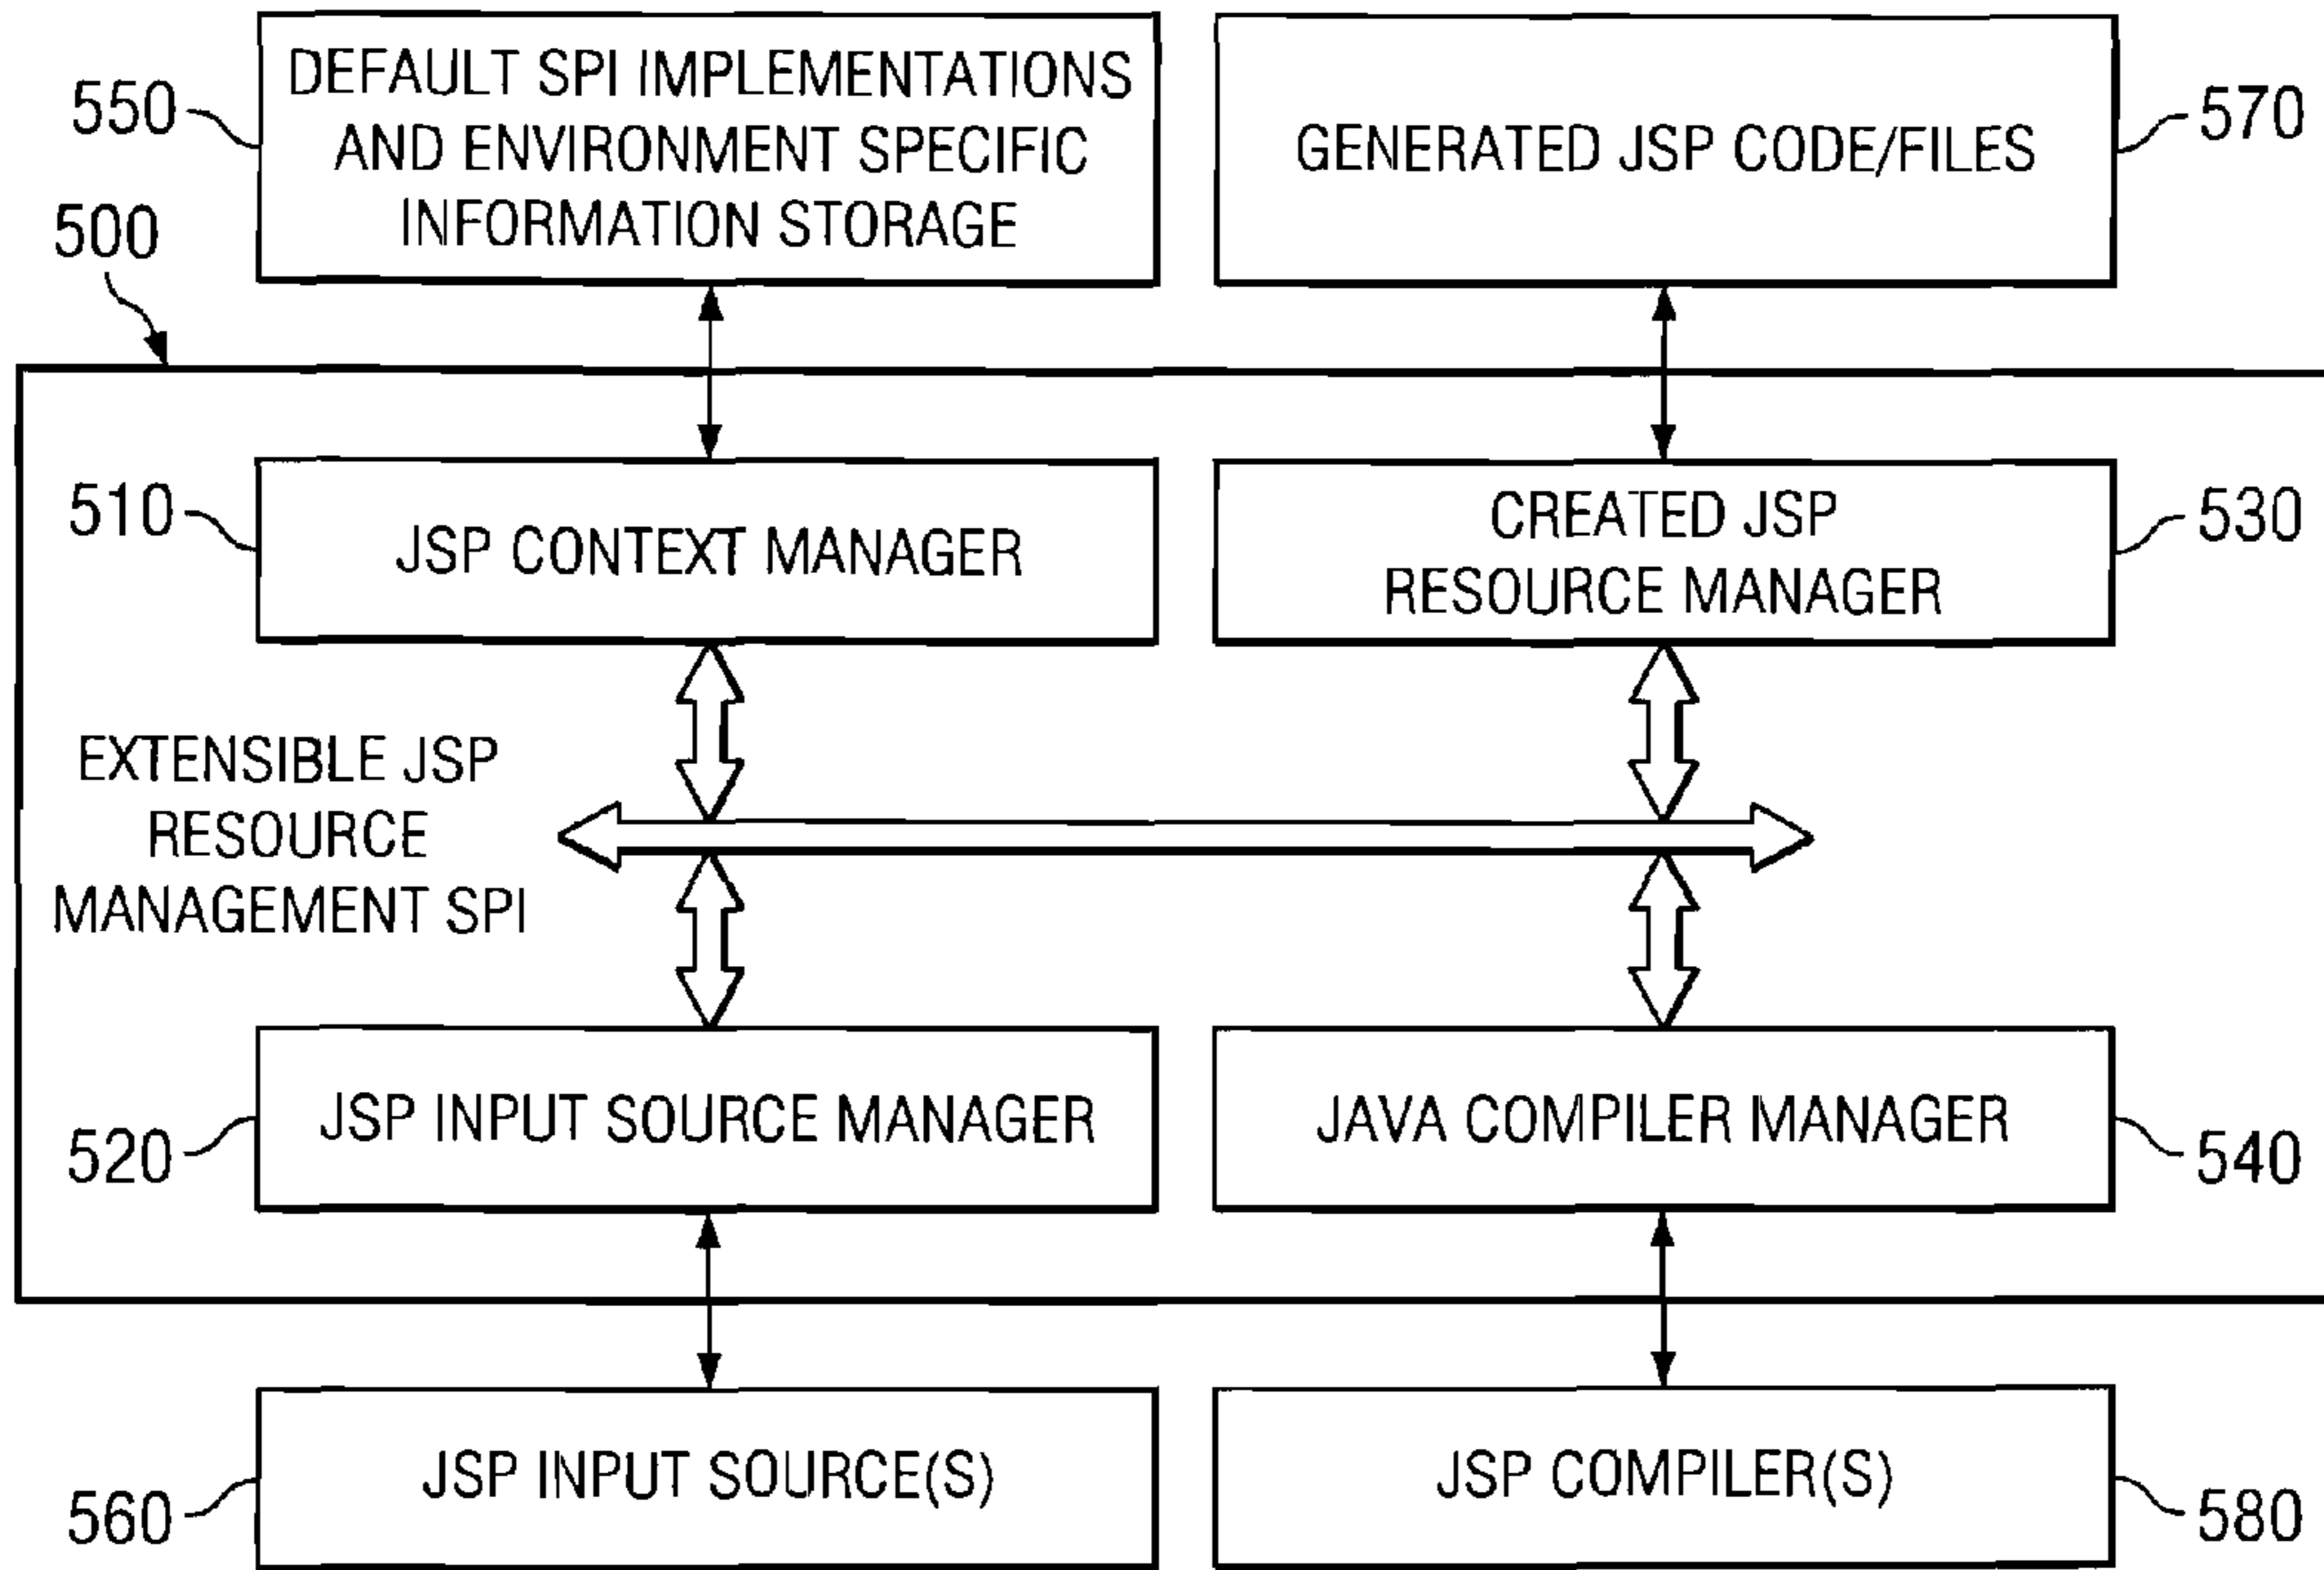 DEFAULT SPI IMPLEMENTATIONS
AND ENVIRONMENT SPECIFIC
INFORMATION STORAGE
550
GENERATED JSP CODE/FILES
570
500
510
JSP CONTEXT MANAGER
CREATED JSP
RESOURCE MANAGER
530
EXTENSIBLE JSP
RESOURCE
MANAGEMENT SPI
520
JSP INPUT SOURCE MANAGER
JAVA COMPILER MANAGER
540
560
JSP INPUT SOURCE(S)
JSP COMPILER(S)
580